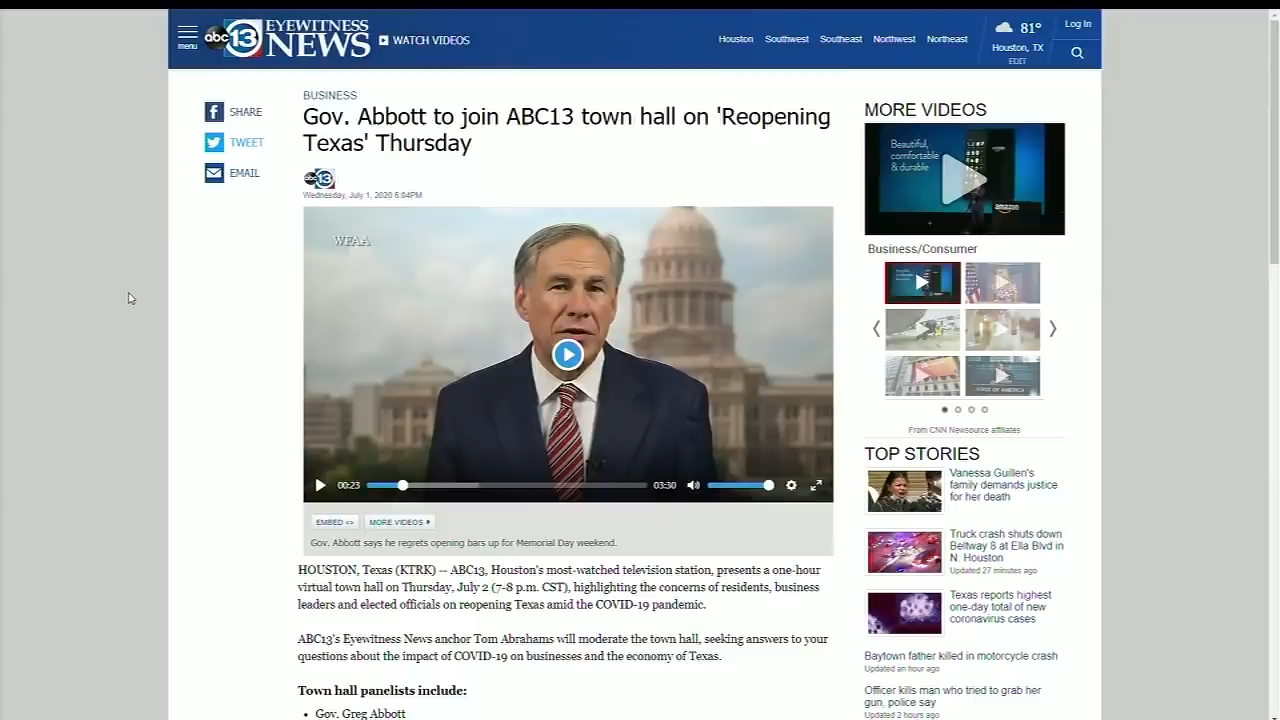 menu
abc 13 EYEWITNESS NEWS
WATCH VIDEOS
Houston Southwest Southeast Northwest Northeast
81°
Houston, TX
EDIT
Log In
SHARE
TWEET
EMAIL
BUSINESS
Gov. Abbott to join ABC13 town hall on 'Reopening
Texas' Thursday
abc 13
Wednesday, July 1, 2020 6:04PM
WFAA
00:23
03:30
EMBED <> MORE VIDEOS
Gov. Abbott says he regrets opening bars up for Memorial Day weekend.
HOUSTON, Texas (KTRK) -- ABC13, Houston's most-watched television station, presents a one-hour
virtual town hall on Thursday, July 2 (7-8 p.m. CST), highlighting the concerns of residents, business
leaders and elected officials on reopening Texas amid the COVID-19 pandemic.
ABC13's Eyewitness News anchor Tom Abrahams will moderate the town hall, seeking answers to your
questions about the impact of COVID-19 on businesses and the economy of Texas.
Town hall panelists include:
• Gov. Greg Abbott
MORE VIDEOS
Beautiful,
comfortable
& durable
amazon
Business/Consumer
VOICE OF AMERICA
From CNN Newsource affiliates
TOP STORIES
Vanessa Guillen's
family demands justice
for her death
Truck crash shuts down
Beltway 8 at Ella Blvd in
N. Houston
Updated 27 minutes ago
Texas reports highest
one-day total of new
coronavirus cases
Baytown father killed in motorcycle crash
Updated an hour ago
Officer kills man who tried to grab her
gun, police say
Updated 2 hours ago